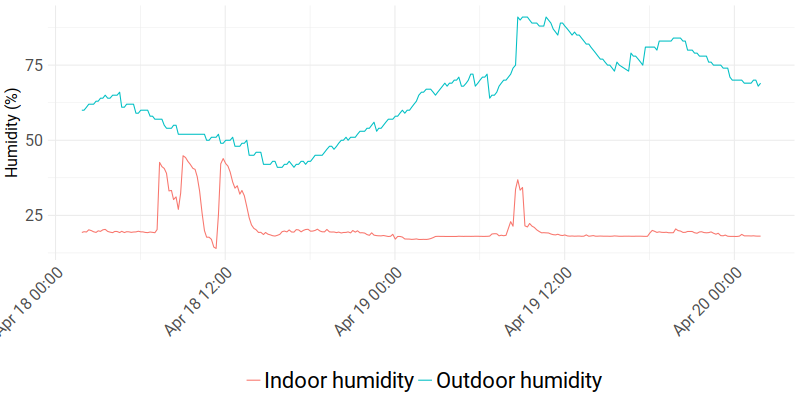 Humidity (%)
75
50
25
Apr 18 00:00
Apr 18 12:00
Apr 19 00:00
Apr 19 12:00
Apr 20 00:00
Indoor humidity
Outdoor humidity